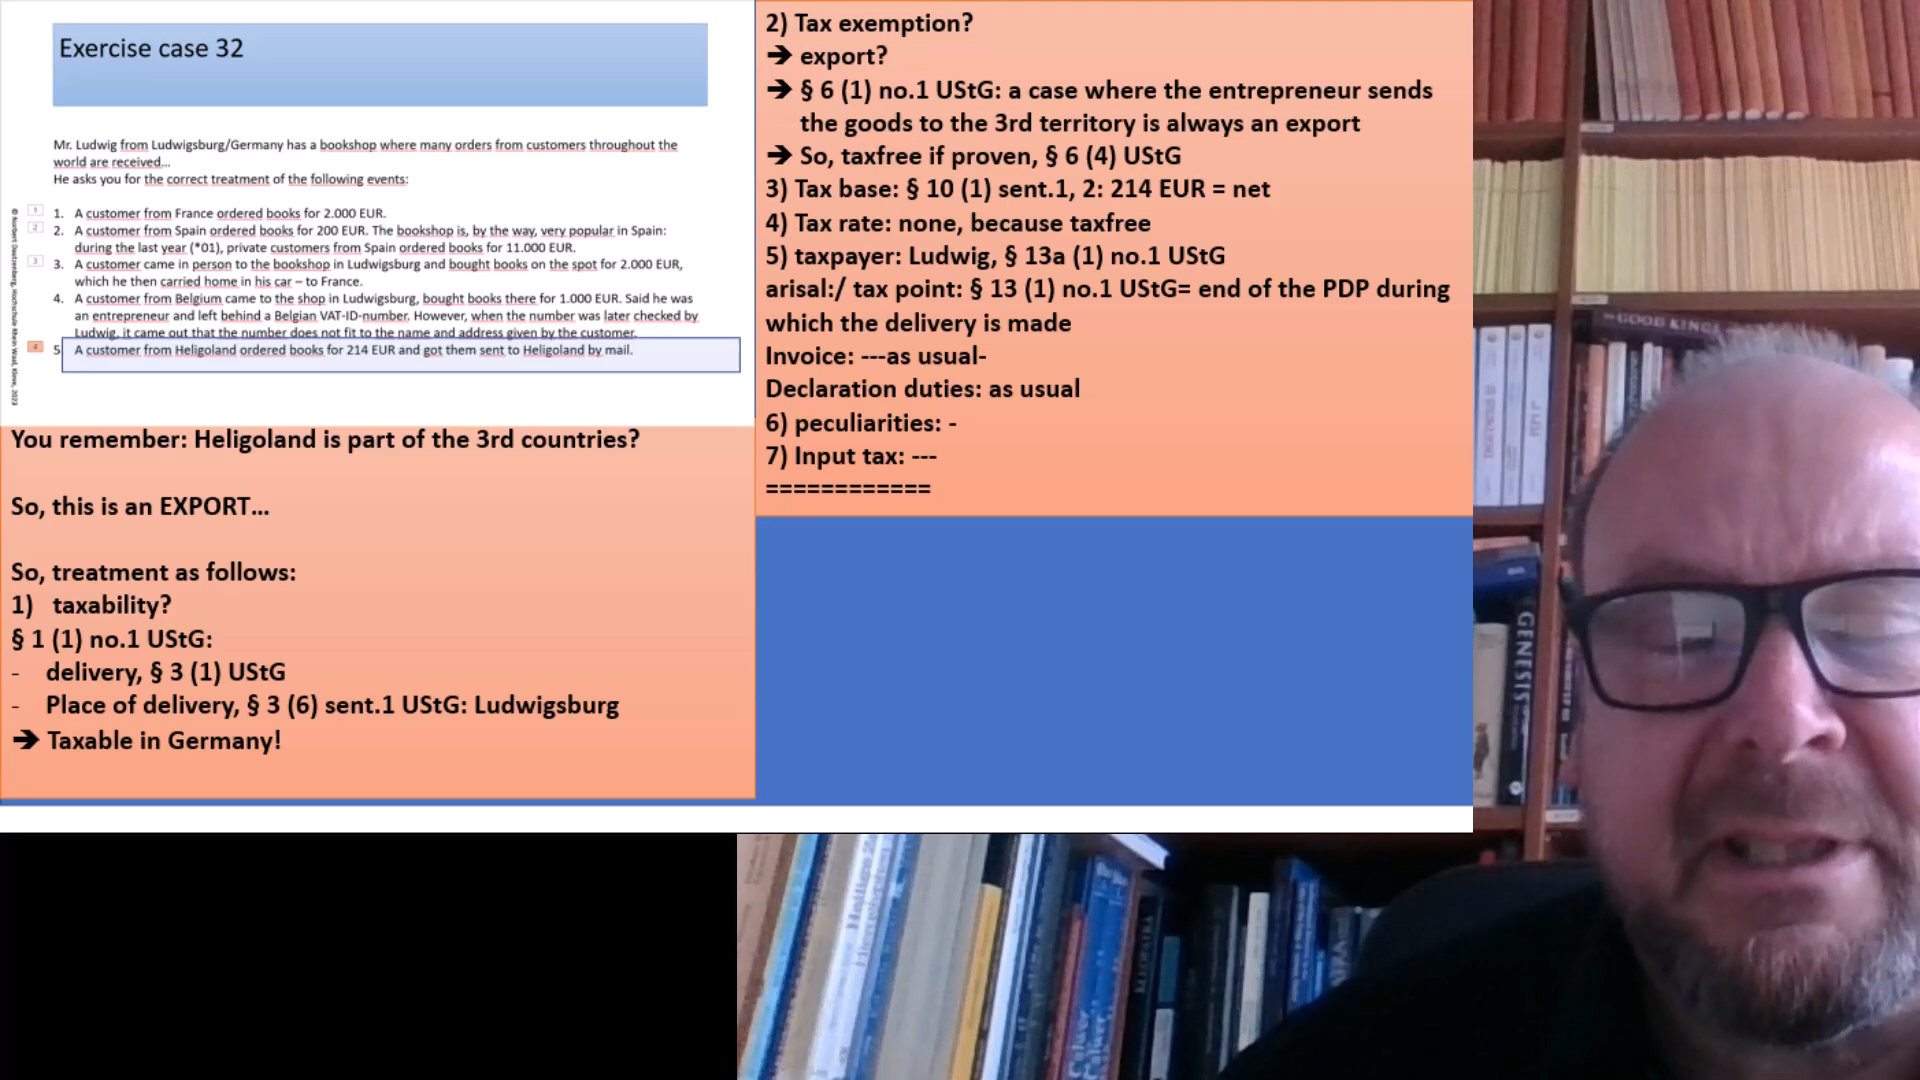 Exercise case 32
Mr. Ludwig from Ludwigsburg/Germany has a bookshop where many orders from customers throughout the
world are received...
He asks you for the correct treatment of the following events:
1 1. A customer from France ordered books for 2.000 EUR.
2 2. A customer from Spain ordered books for 200 EUR. The bookshop is, by the way, very popular in Spain:
during the last year (*01), private customers from Spain ordered books for 11.000 EUR.
3 3. A customer came in person to the bookshop in Ludwigsburg and bought books on the spot for 2.000 EUR,
which he then carried home in his car – to France.
4. A customer from Belgium came to the shop in Ludwigsburg, bought books there for 1.000 EUR. Said he was
an entrepreneur and left behind a Belgian VAT-ID-number. However, when the number was later checked by
Ludwig, it came out that the number does not fit to the name and address given by the customer.
4 5 A customer from Heligoland ordered books for 214 EUR and got them sent to Heligoland by mail.
You remember: Heligoland is part of the 3rd countries?
So, this is an EXPORT...
So, treatment as follows:
1) taxability?
§ 1 (1) no.1 UStG:
- delivery, § 3 (1) UStG
- Place of delivery, § 3 (6) sent.1 UStG: Ludwigsburg
➔ Taxable in Germany!
2) Tax exemption?
➔ export?
➔ § 6 (1) no.1 UStG: a case where the entrepreneur sends
the goods to the 3rd territory is always an export
➔ So, taxfree if proven, § 6 (4) UStG
3) Tax base: § 10 (1) sent.1, 2: 214 EUR = net
4) Tax rate: none, because taxfree
5) taxpayer: Ludwig, § 13a (1) no.1 UStG
arisal:/ tax point: § 13 (1) no.1 UStG= end of the PDP during
which the delivery is made
Invoice: ---as usual-
Declaration duties: as usual
6) peculiarities: -
7) Input tax: ---
============
THE GOOD KING
GENESIS
KLEOPATRA